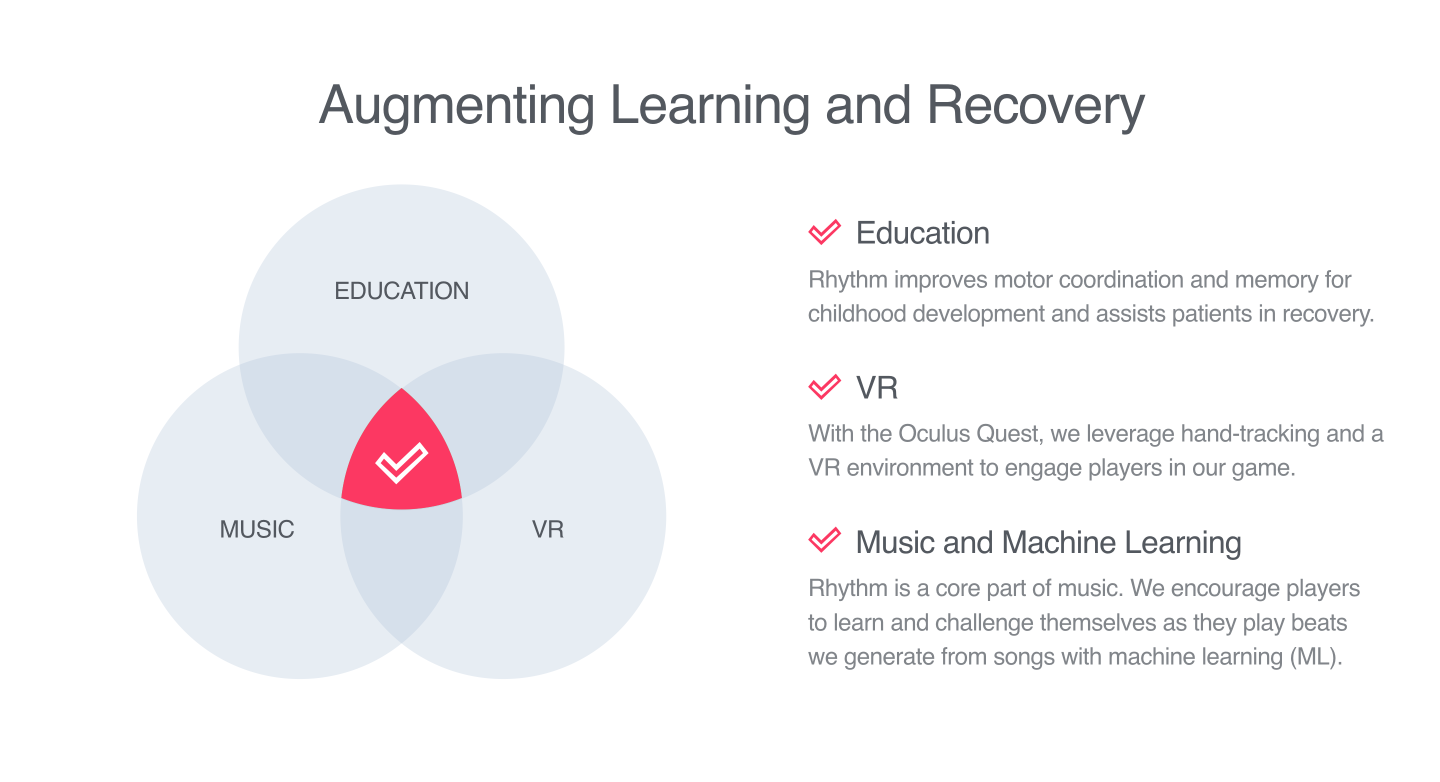 Augmenting Learning and Recovery
EDUCATION
MUSIC
VR
Education
Rhythm improves motor coordination and memory for
childhood development and assists patients in recovery.
VR
With the Oculus Quest, we leverage hand-tracking and a
VR environment to engage players in our game.
Music and Machine Learning
Rhythm is a core part of music. We encourage players
to learn and challenge themselves as they play beats
we generate from songs with machine learning (ML).